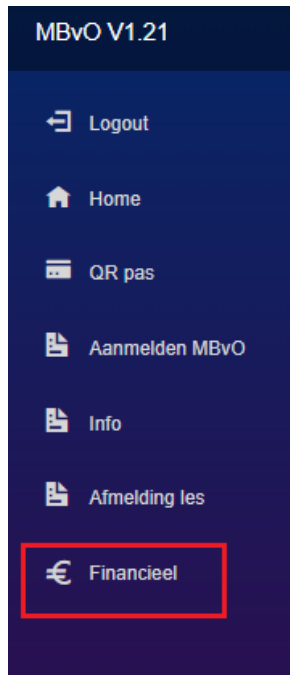 MBvO V1.21
Logout
Home
QR pas
Aanmelden MBvO
Info
Afmelding les
€ Financieel